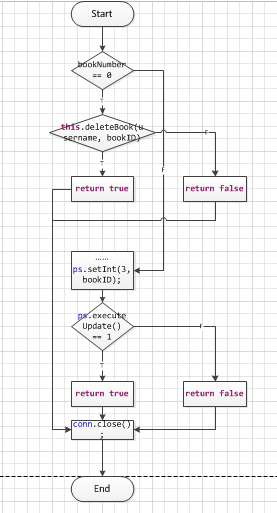 Start
bookNumber
== 0
T
this.deleteBook(u
sername, bookID)
F
T
F
return true
return false
......
ps.setInt(3,
bookID);
ps.execute
Update()
== 1
F
T
return true
return false
conn.close()
;
End